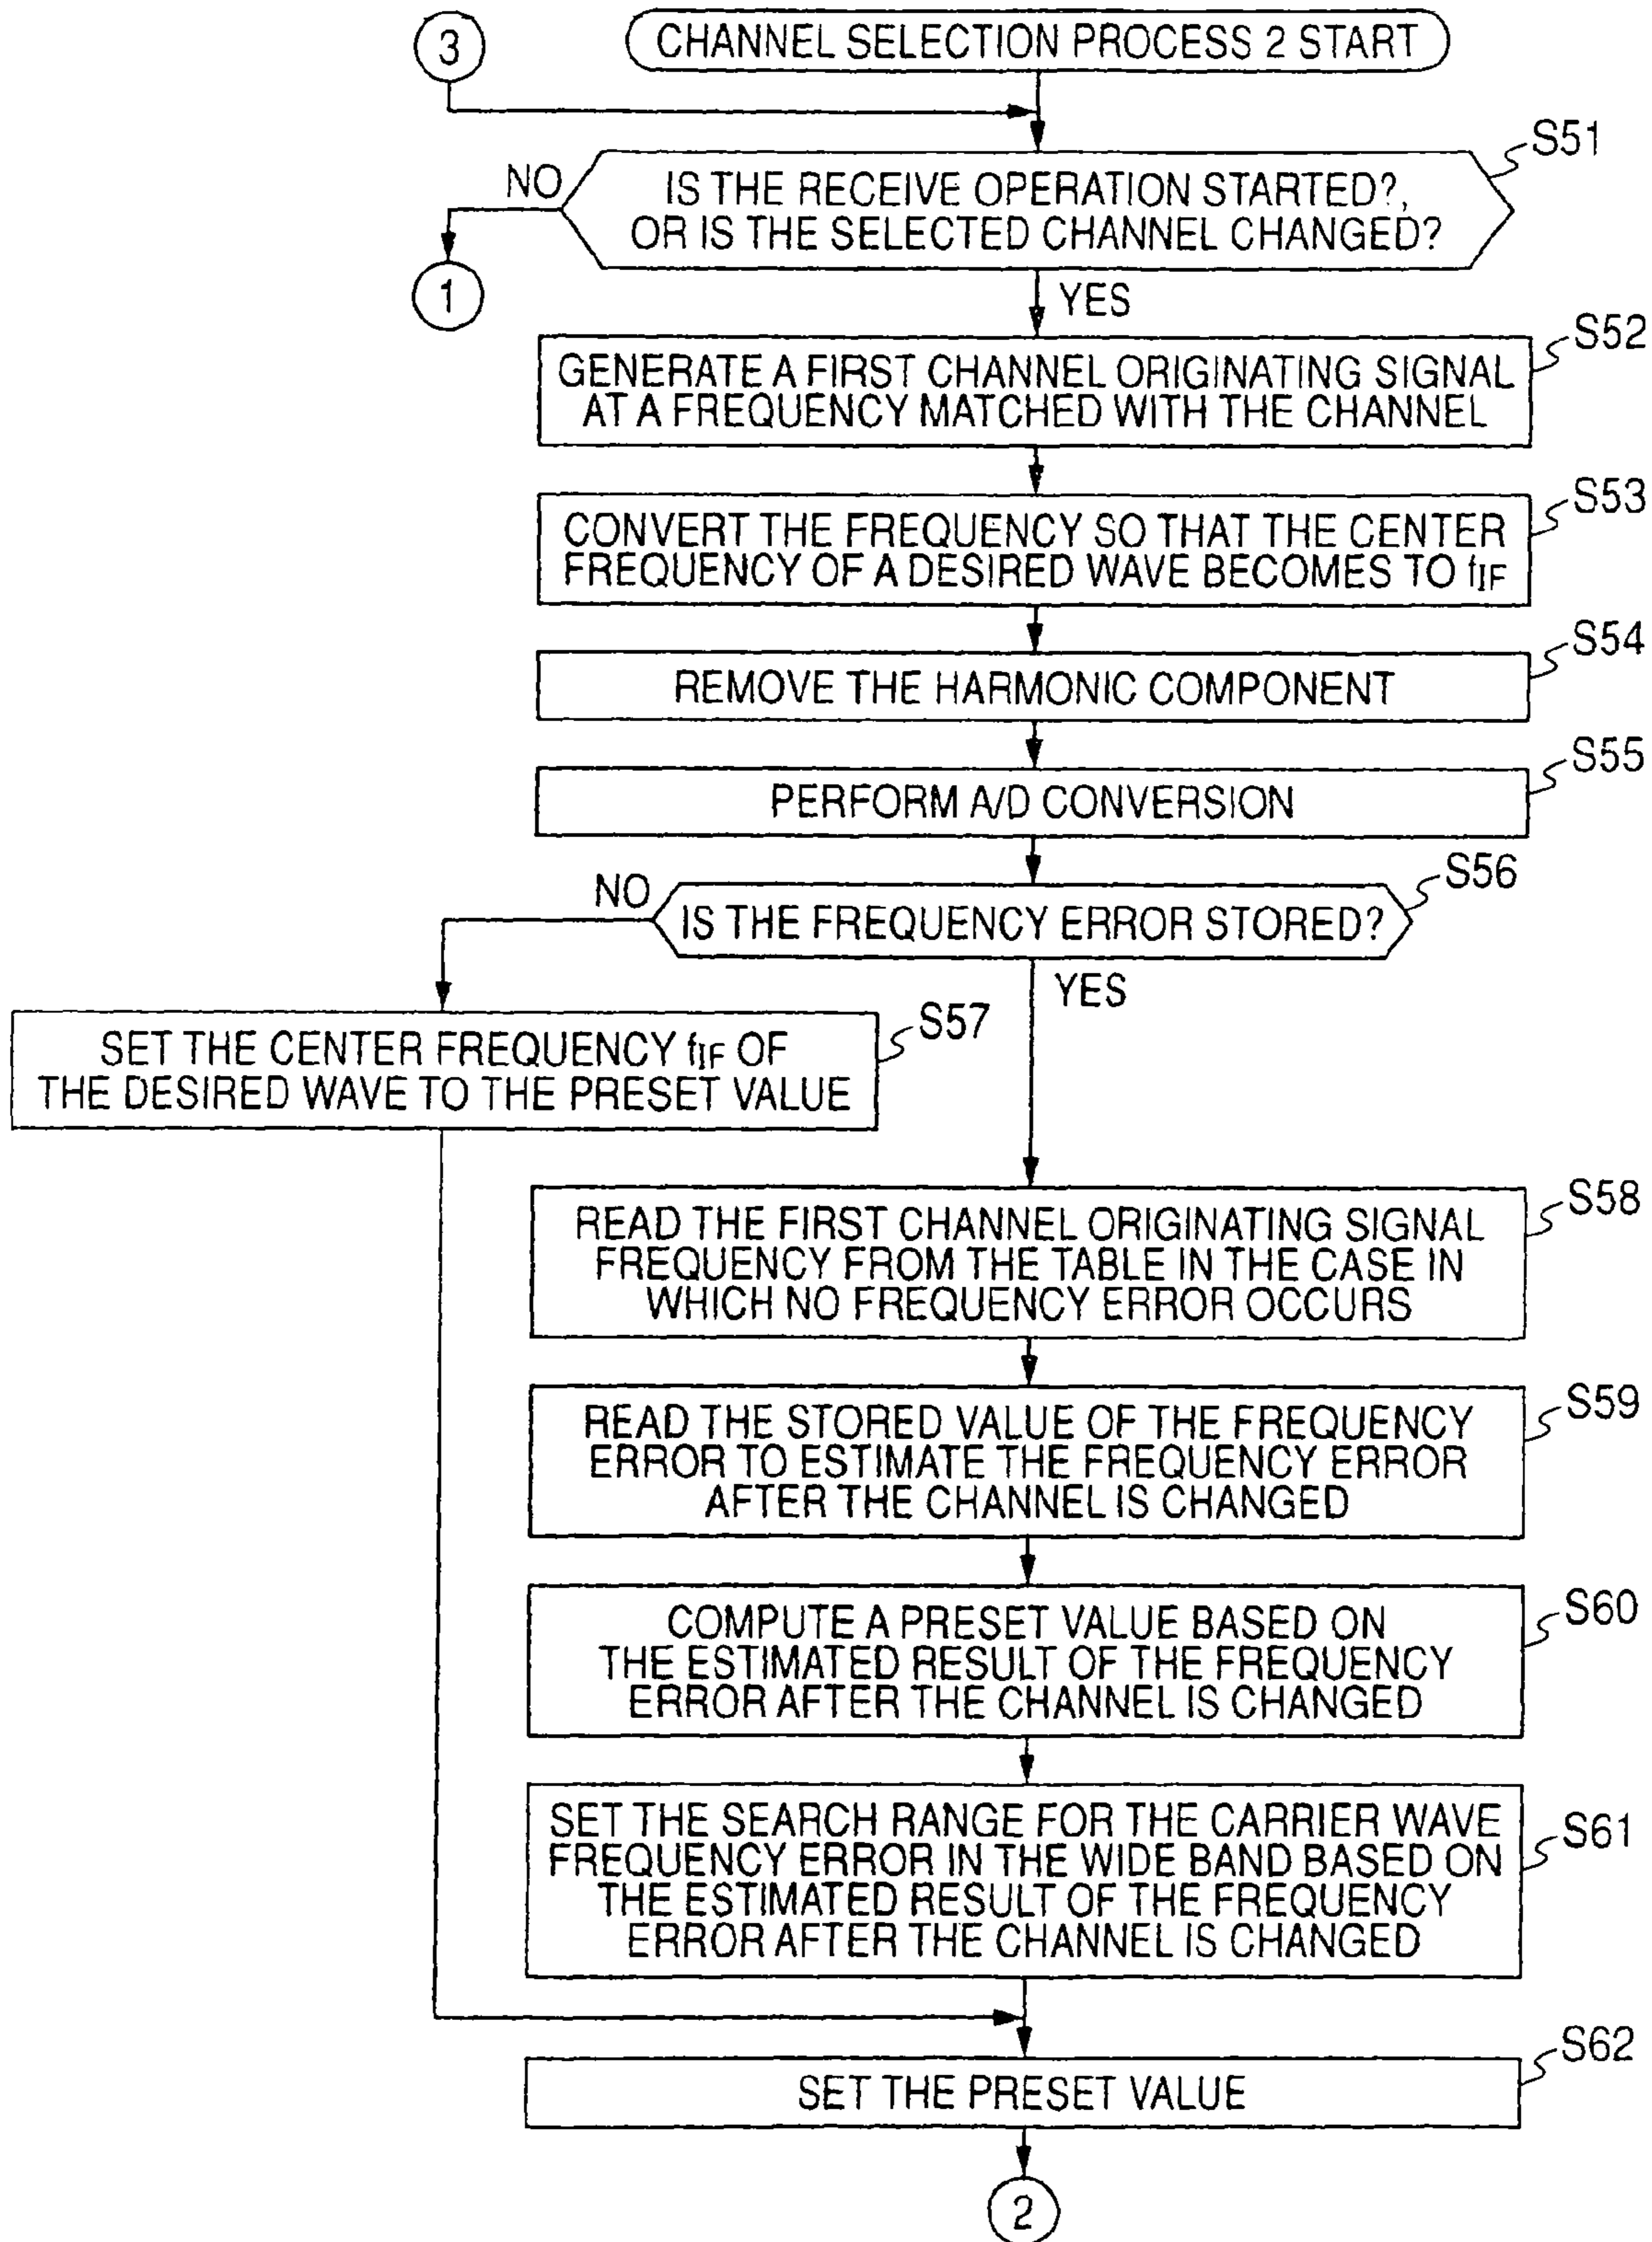 3
CHANNEL SELECTION PROCESS 2 START
S51
NO
IS THE RECEIVE OPERATION STARTED?,
OR IS THE SELECTED CHANNEL CHANGED?
1
YES
S52
GENERATE A FIRST CHANNEL ORIGINATING SIGNAL
AT A FREQUENCY MATCHED WITH THE CHANNEL
S53
CONVERT THE FREQUENCY SO THAT THE CENTER
FREQUENCY OF A DESIRED WAVE BECOMES TO fIF
S54
REMOVE THE HARMONIC COMPONENT
S55
PERFORM A/D CONVERSION
S56
NO
IS THE FREQUENCY ERROR STORED?
YES
S57
SET THE CENTER FREQUENCY fIF OF
THE DESIRED WAVE TO THE PRESET VALUE
S58
READ THE FIRST CHANNEL ORIGINATING SIGNAL
FREQUENCY FROM THE TABLE IN THE CASE IN
WHICH NO FREQUENCY ERROR OCCURS
S59
READ THE STORED VALUE OF THE FREQUENCY
ERROR TO ESTIMATE THE FREQUENCY ERROR
AFTER THE CHANNEL IS CHANGED
S60
COMPUTE A PRESET VALUE BASED ON
THE ESTIMATED RESULT OF THE FREQUENCY
ERROR AFTER THE CHANNEL IS CHANGED
S61
SET THE SEARCH RANGE FOR THE CARRIER WAVE
FREQUENCY ERROR IN THE WIDE BAND BASED ON
THE ESTIMATED RESULT OF THE FREQUENCY
ERROR AFTER THE CHANNEL IS CHANGED
S62
SET THE PRESET VALUE
2